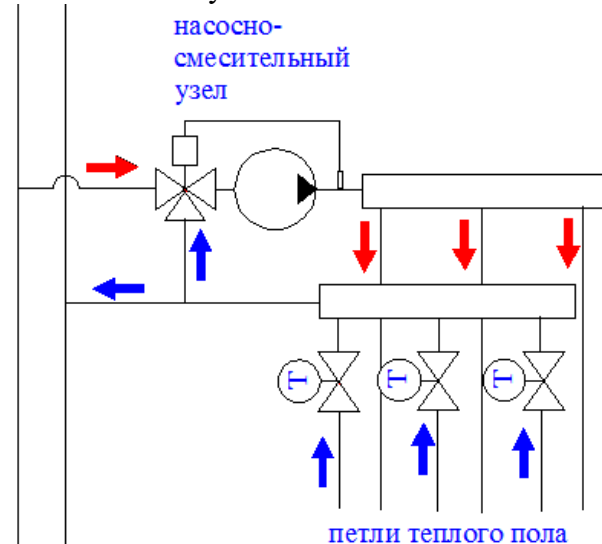 насосно-
смесительный
узел
Т Т Т
петли теплого пола